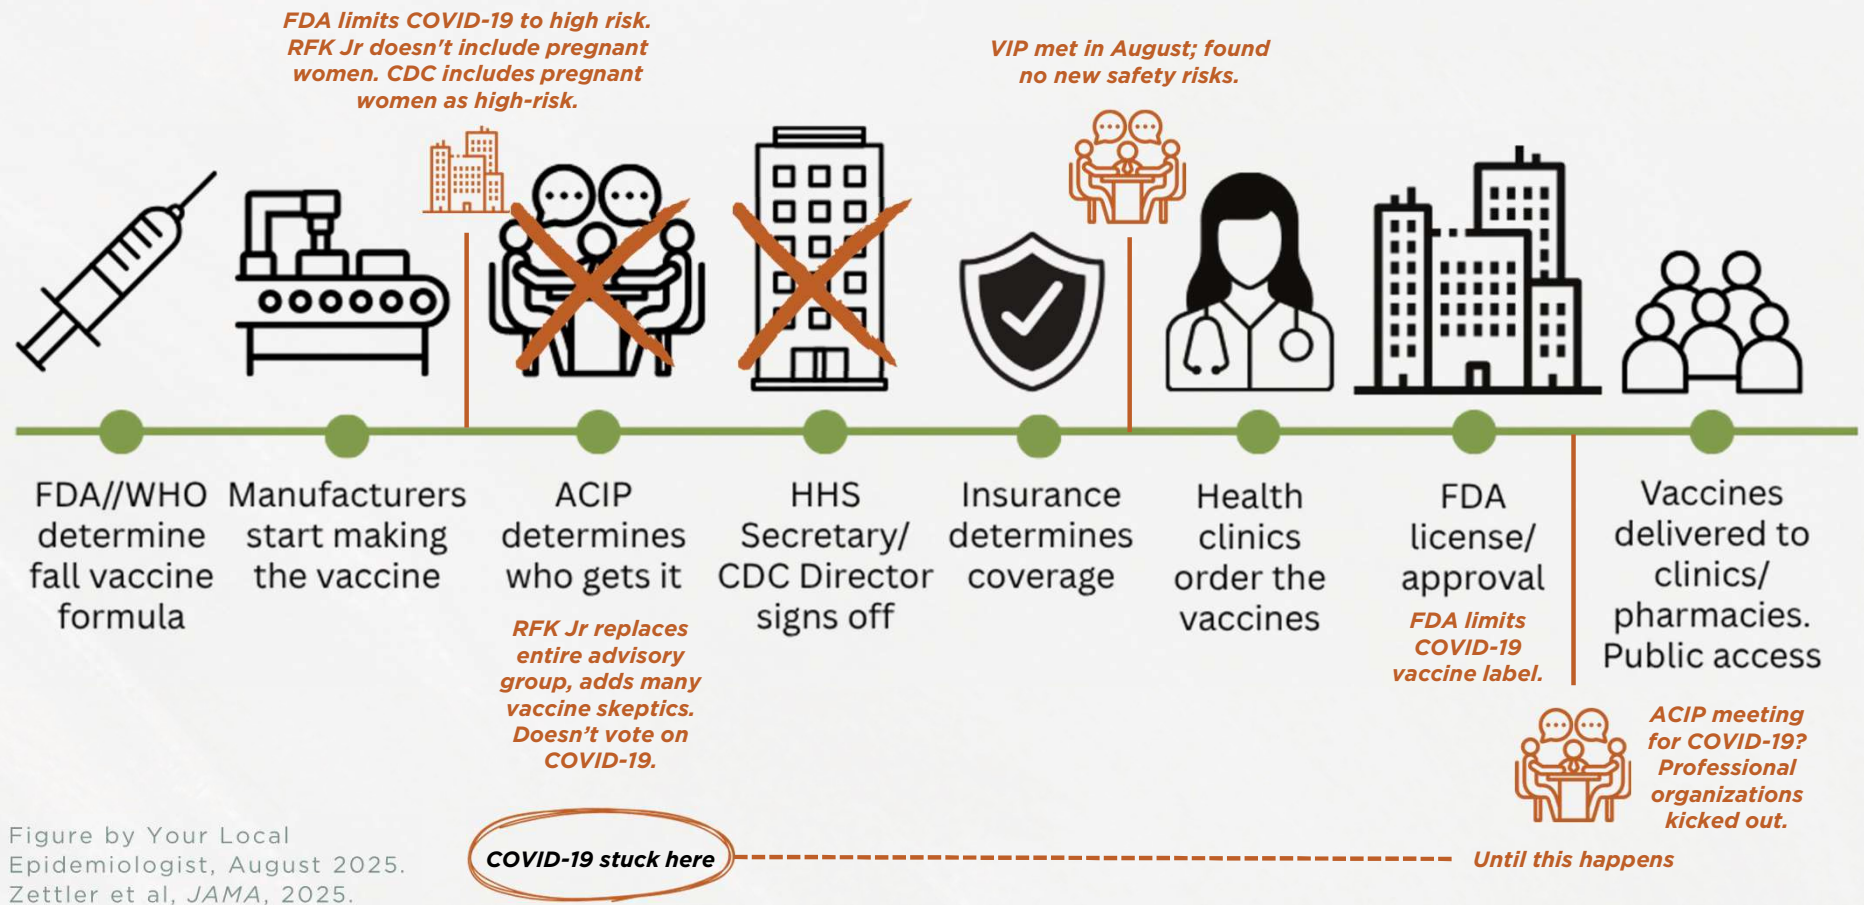 FDA limits COVID-19 to high risk.
RFK Jr doesn't include pregnant
women. CDC includes pregnant
women as high-risk.
VIP met in August; found
no new safety risks.
FDA//WHO
determine
fall vaccine
formula
Manufacturers
start making
the vaccine
ACIP
determines
who gets it
RFK Jr replaces
entire advisory
group, adds many
vaccine skeptics.
Doesn’t vote on
COVID-19.
HHS
Secretary/
CDC Director
signs off
Insurance
determines
coverage
Health
clinics
order the
vaccines
FDA
license/
approval
FDA limits
COVID-19
vaccine label.
Vaccines
delivered to
clinics/
pharmacies.
Public access
ACIP meeting
for COVID-19?
Professional
organizations
kicked out.
COVID-19 stuck here
Until this happens
Figure by Your Local
Epidemiologist, August 2025.
Zettler et al, JAMA, 2025.